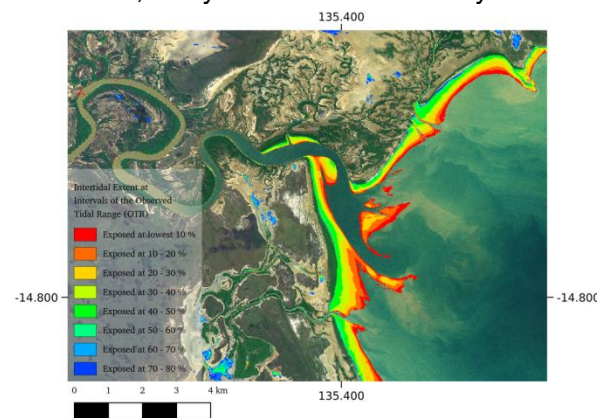 135.400
Intertidal Extent at
Intervals of the Observed
Tidal Range (OTR)
Exposed at lowest 10 %
Exposed at 10 - 20 %
Exposed at 20 - 30 %
Exposed at 30 - 40 %
Exposed at 40 - 50 %
Exposed at 50 - 60 %
Exposed at 60 - 70 %
Exposed at 70 - 80 %
-14.800
-14.800
0 1 2 3 4 km
135.400